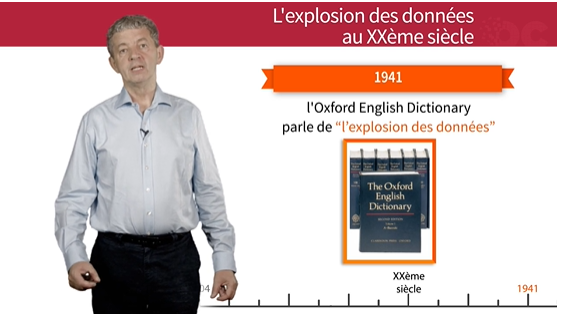 L'explosion des données
au XXème siècle
1941
l'Oxford English Dictionary
parle de “l'explosion des données”
The Oxford
English
Dictionary
XXème
siècle
04
1941